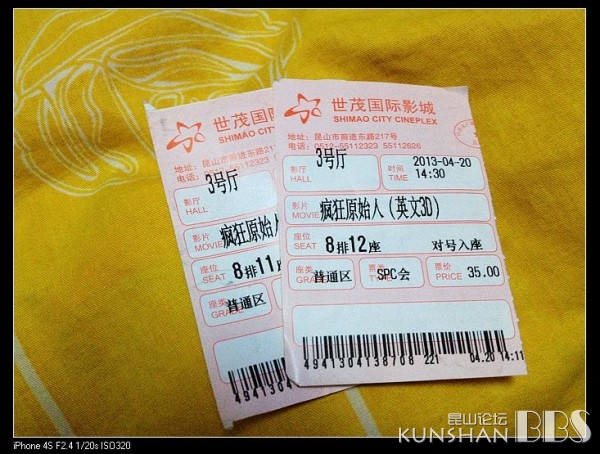 世茂国际影城
SHIMAO CITY CINEPLEX
地址：昆山市前进东路217号
电话：0512-55112323 55112626
影厅 HALL 3号厅
时间 TIME 2013-04-20 14:30
影片 MOVIE 疯狂原始人（英文3D）
座位 SEAT 8排12座 对号入座
座类 普通区
票类 TYPE SPC会
票价 PRICE 35.00
4941304138708 221 04.20 14:11
世茂国际
SHIMAO CITY
地址：昆山市前进东路217
电话：0512-55112323
影厅 HALL 3号厅
影片 MOVIE 疯狂原始人
座位 SEAT 8排11
座类 普通区
4941304
昆山论坛
KUNSHAN BBS
iPhone 4S F2.4 1/20s ISO320